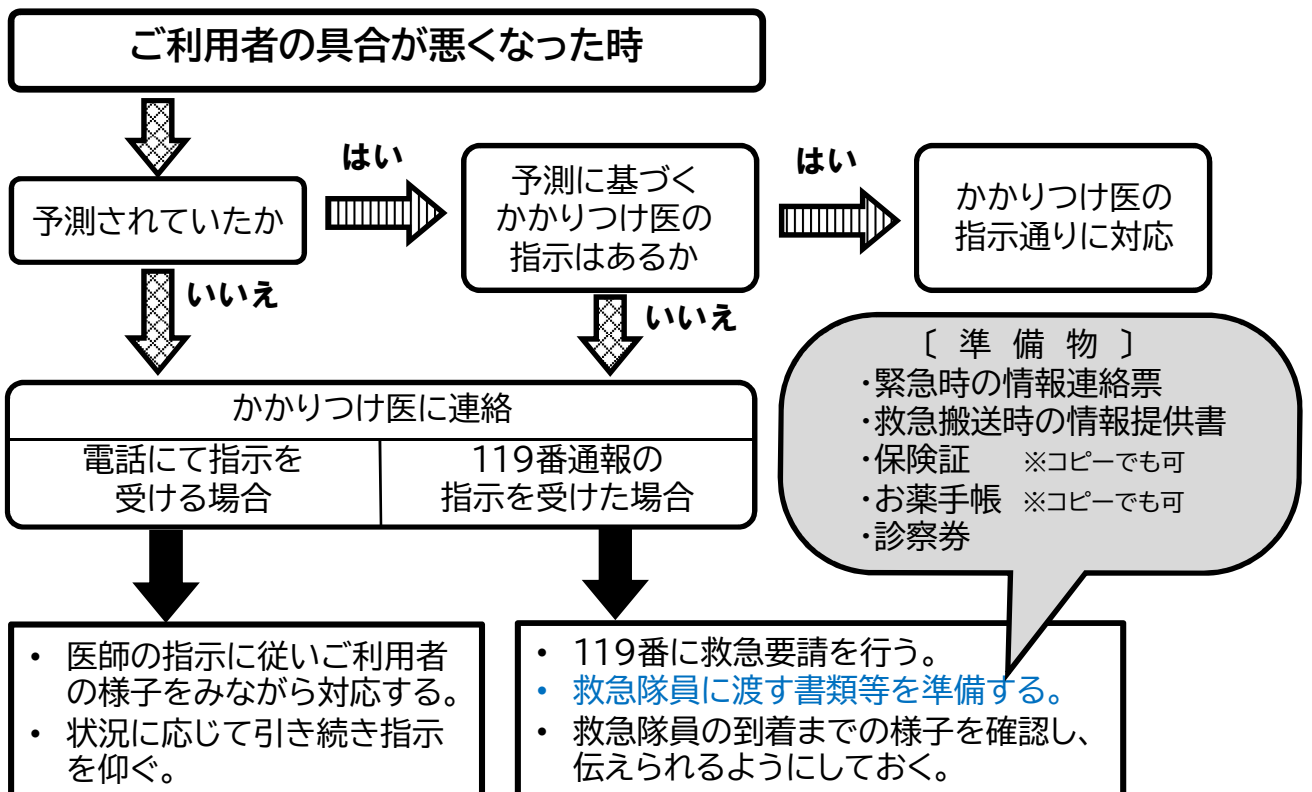 ご利用者の具合が悪くなった時
予測されていたか
はい
予測に基づく
かかりつけ医の
指示はあるか
はい
かかりつけ医の
指示通りに対応
いいえ
いいえ
かかりつけ医に連絡
電話にて指示を
受ける場合
119番通報の
指示を受けた場合
〔 準 備 物 〕
・緊急時の情報連絡票
・救急搬送時の情報提供書
・保険証 ※コピーでも可
・お薬手帳 ※コピーでも可
・診察券
• 医師の指示に従いご利用者
の様子をみながら対応する。
• 状況に応じて引き続き指示
を仰ぐ。
• 119番に救急要請を行う。
• 救急隊員に渡す書類等を準備する。
• 救急隊員の到着までの様子を確認し、
伝えられるようにしておく。